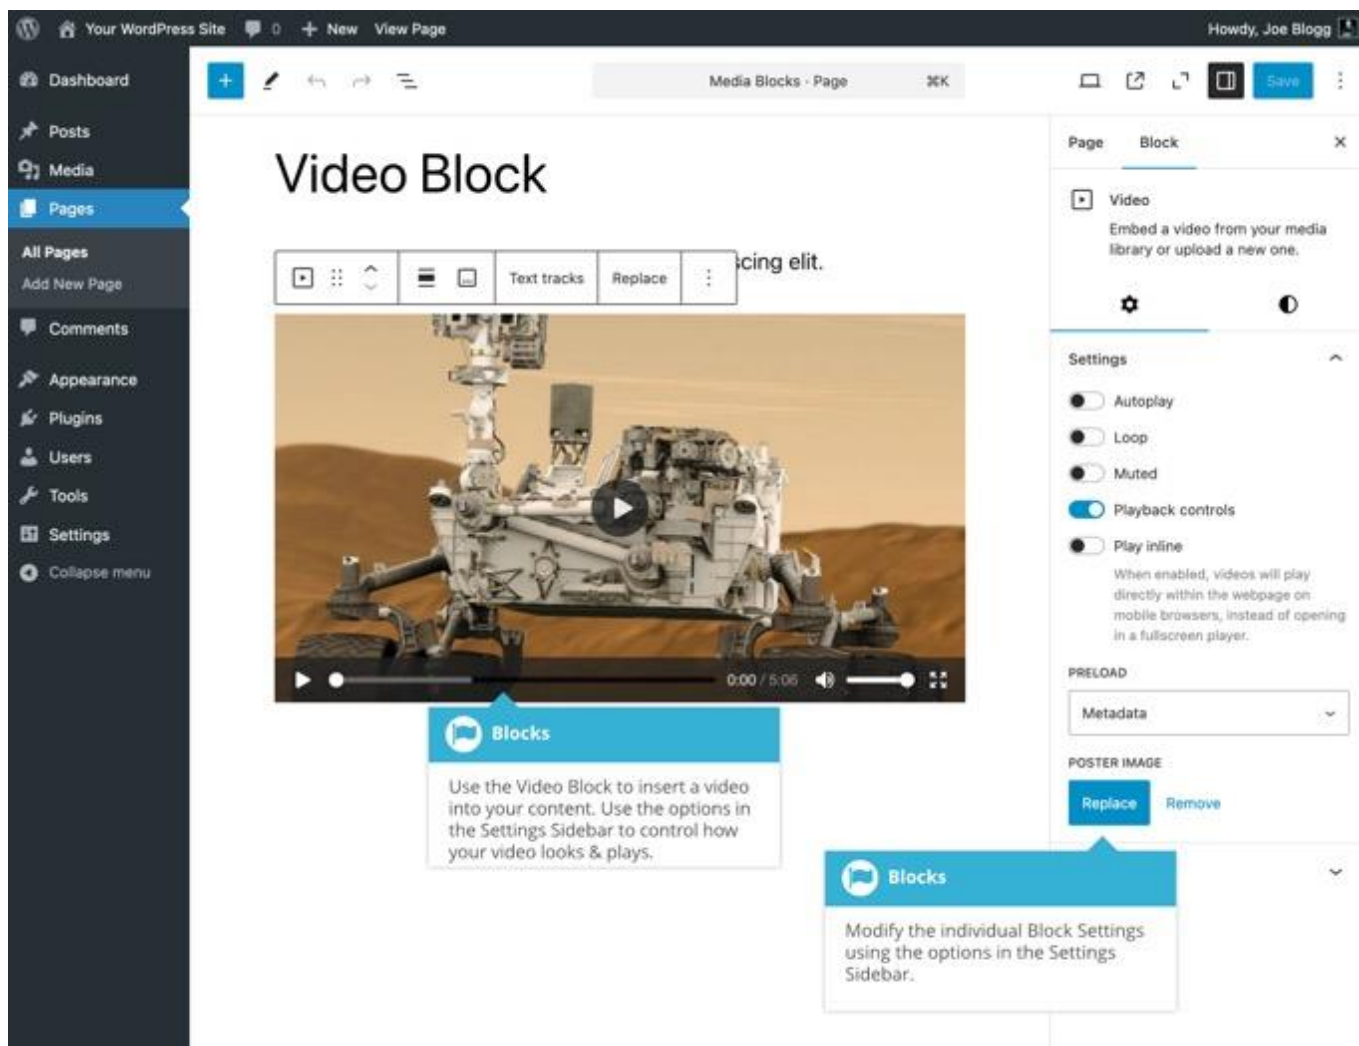 Your WordPress Site 0 New View Page
Howdy, Joe Blogg
Dashboard
Posts
Media
Pages
All Pages
Add New Page
Comments
Appearance
Plugins
Users
Tools
Settings
Collapse menu
Media Blocks · Page ⌘K
Save
Video Block
scing elit.
Text tracks
Replace
0:00 / 5:06
Blocks
Use the Video Block to insert a video
into your content. Use the options in
the Settings Sidebar to control how
your video looks & plays.
Page Block
Video
Embed a video from your media
library or upload a new one.
Settings
Autoplay
Loop
Muted
Playback controls
Play inline
When enabled, videos will play
directly within the webpage on
mobile browsers, instead of opening
in a fullscreen player.
PRELOAD
Metadata
POSTER IMAGE
Replace Remove
Blocks
Modify the individual Block Settings
using the options in the Settings
Sidebar.